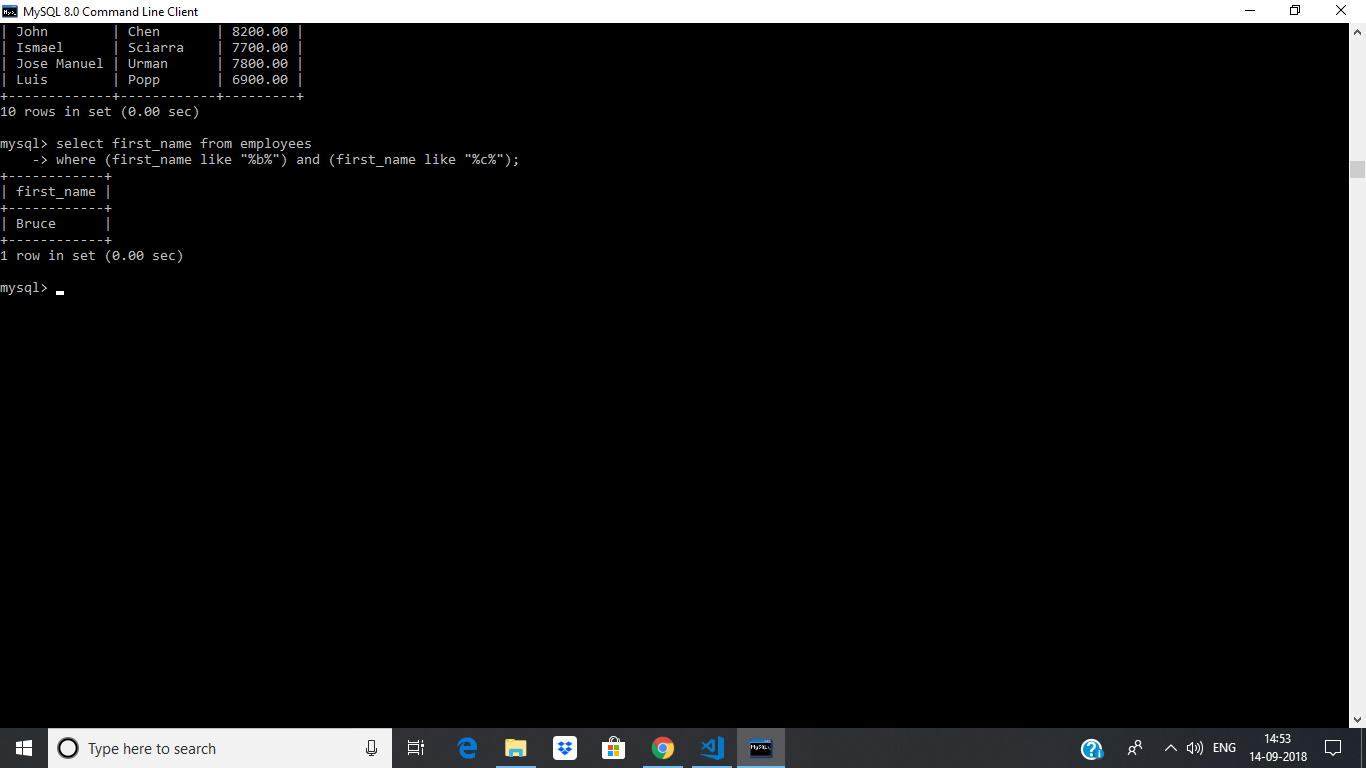 MySQL 8.0 Command Line Client
| John        | Chen       | 8200.00 |
| Ismael      | Sciarra    | 7700.00 |
| Jose Manuel | Urman      | 7800.00 |
| Luis        | Popp       | 6900.00 |
+-------------+------------+---------+
10 rows in set (0.00 sec)
mysql> select first_name from employees
    -> where (first_name like "%b%") and (first_name like "%c%");
+------------+
| first_name |
+------------+
| Bruce      |
+------------+
1 row in set (0.00 sec)
mysql>
Type here to search
MySQL
ENG
14:53
14-09-2018